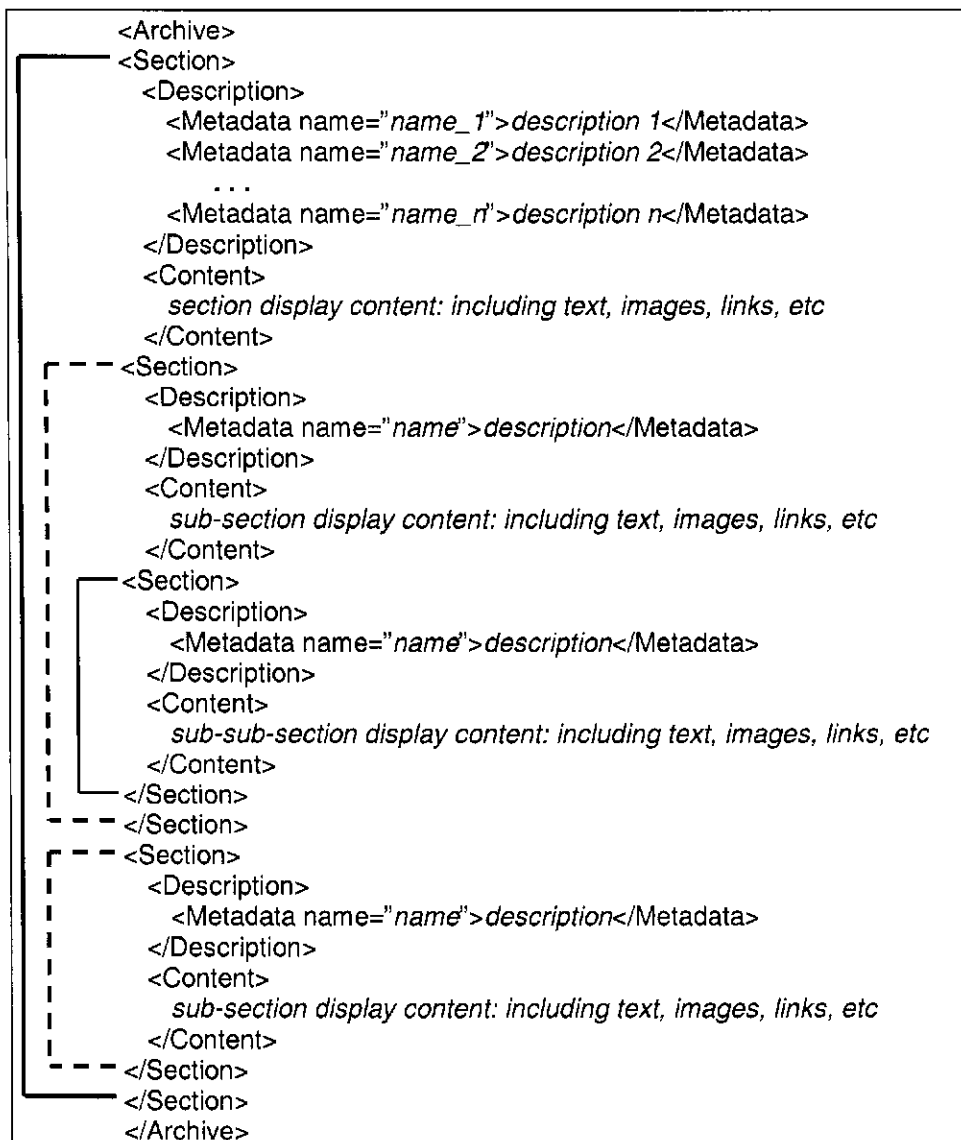 <Archive>
<Section>
<Description>
<Metadata name="name_1">description 1</Metadata>
<Metadata name="name_2">description 2</Metadata>
. . .
<Metadata name="name_n">description n</Metadata>
</Description>
<Content>
section display content: including text, images, links, etc
</Content>
<Section>
<Description>
<Metadata name="name">description</Metadata>
</Description>
<Content>
sub-section display content: including text, images, links, etc
</Content>
<Section>
<Description>
<Metadata name="name">description</Metadata>
</Description>
<Content>
sub-sub-section display content: including text, images, links, etc
</Content>
</Section>
</Section>
<Section>
<Description>
<Metadata name="name">description</Metadata>
</Description>
<Content>
sub-section display content: including text, images, links, etc
</Content>
</Section>
</Section>
</Archive>